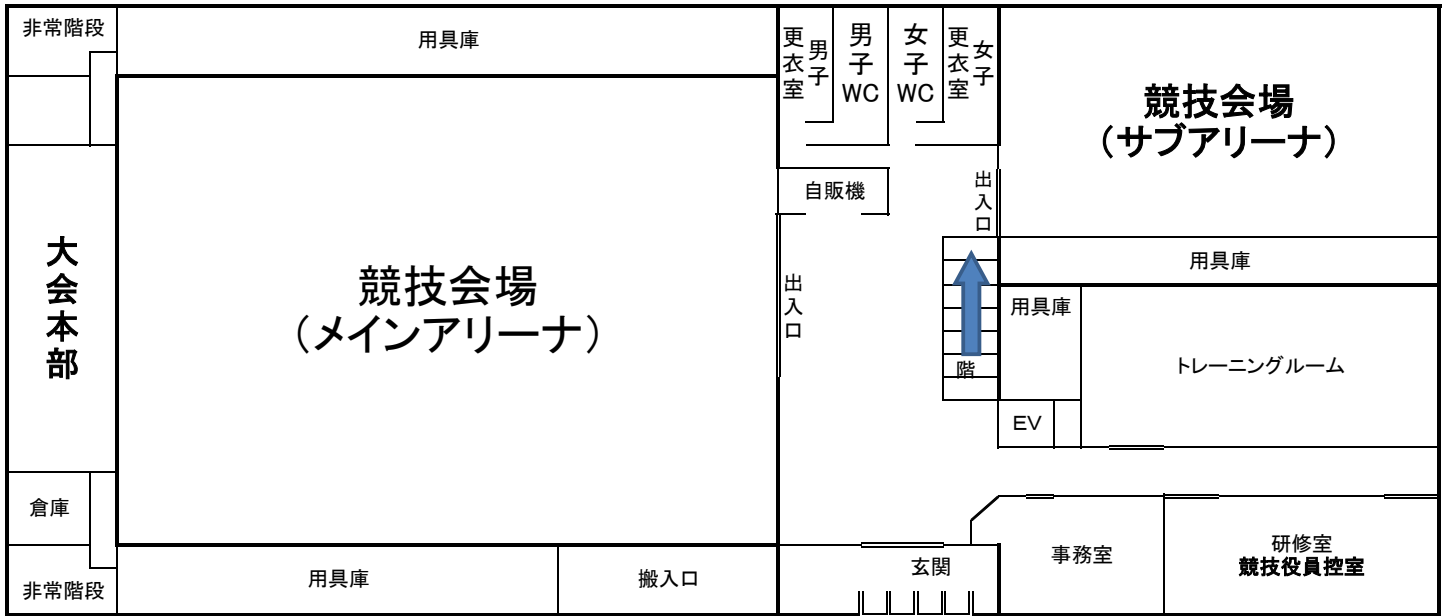 非常階段
用具庫
男子
更衣室
男子
WC
女子
WC
女子
更衣室
競技会場
（サブアリーナ）
自販機
出入口
大会本部
競技会場
（メインアリーナ）
出入口
用具庫
用具庫
階
トレーニングルーム
EV
倉庫
非常階段
用具庫
搬入口
玄関
事務室
研修室
競技役員控室